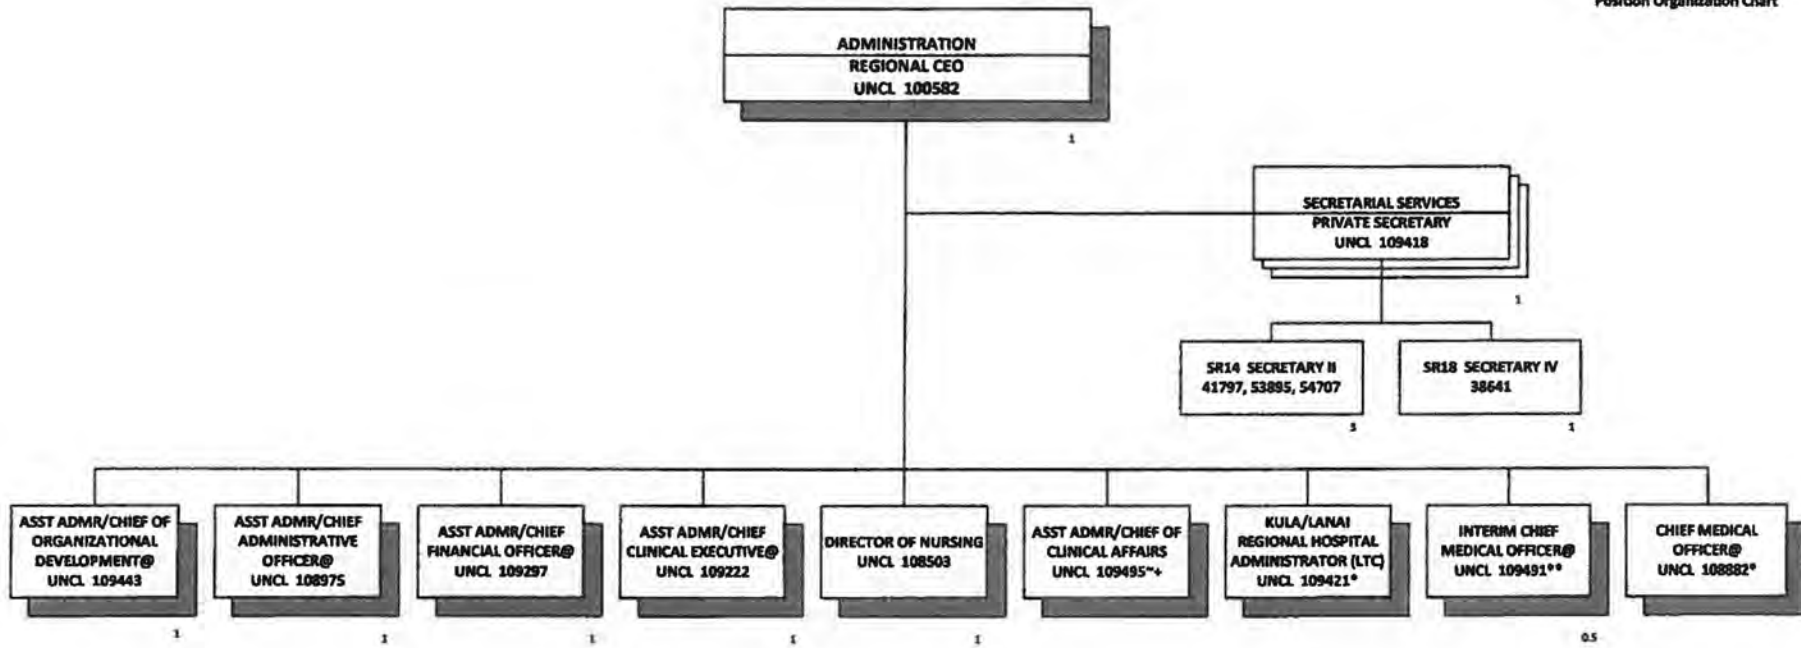 Position Organization Chart
ADMINISTRATION
REGIONAL CEO
UNCL 100582
1
SECRETARIAL SERVICES
PRIVATE SECRETARY
UNCL 109418
1
SR14 SECRETARY II
41797, 53895, 54707
3
SR18 SECRETARY IV
38641
1
ASST ADMR/CHIEF OF
ORGANIZATIONAL
DEVELOPMENT@
UNCL 109443
1
ASST ADMR/CHIEF
ADMINISTRATIVE
OFFICER@
UNCL 108975
1
ASST ADMR/CHIEF
FINANCIAL OFFICER@
UNCL 109297
1
ASST ADMR/CHIEF
CLINICAL EXECUTIVE@
UNCL 109222
1
DIRECTOR OF NURSING
UNCL 108503
1
ASST ADMR/CHIEF OF
CLINICAL AFFAIRS
UNCL 109495~+
KULA/LANAI
REGIONAL HOSPITAL
ADMINISTRATOR (LTC)
UNCL 109421*
INTERIM CHIEF
MEDICAL OFFICER@
UNCL 109491**
0.5
CHIEF MEDICAL
OFFICER@
UNCL 108882*